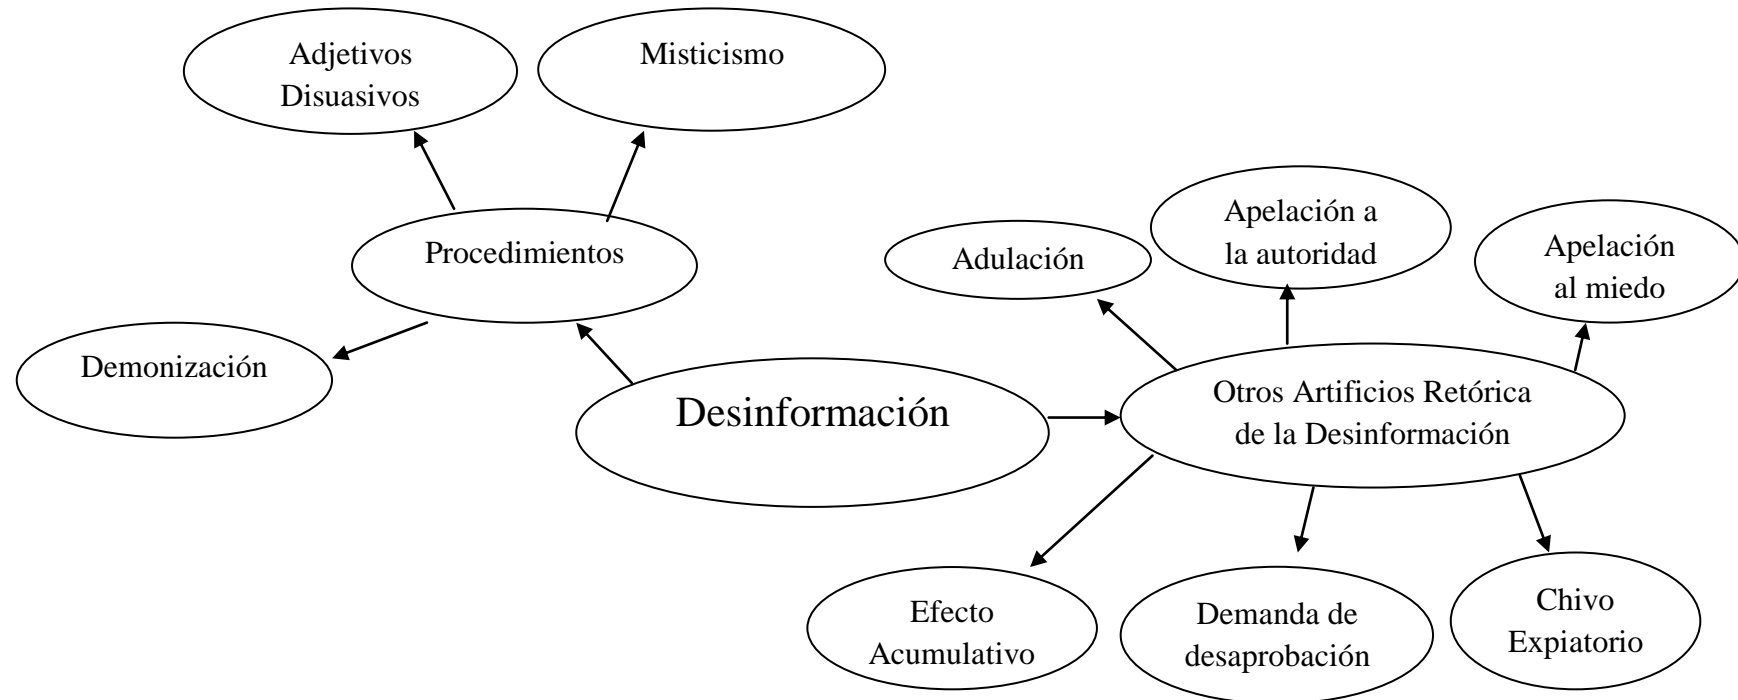 Adjetivos
Disuasivos
Misticismo
Procedimientos
Demonización
Desinformación
Adulación
Apelación a
la autoridad
Apelación
al miedo
Otros Artificios Retórica
de la Desinformación
Efecto
Acumulativo
Demanda de
desaprobación
Chivo
Expiatorio